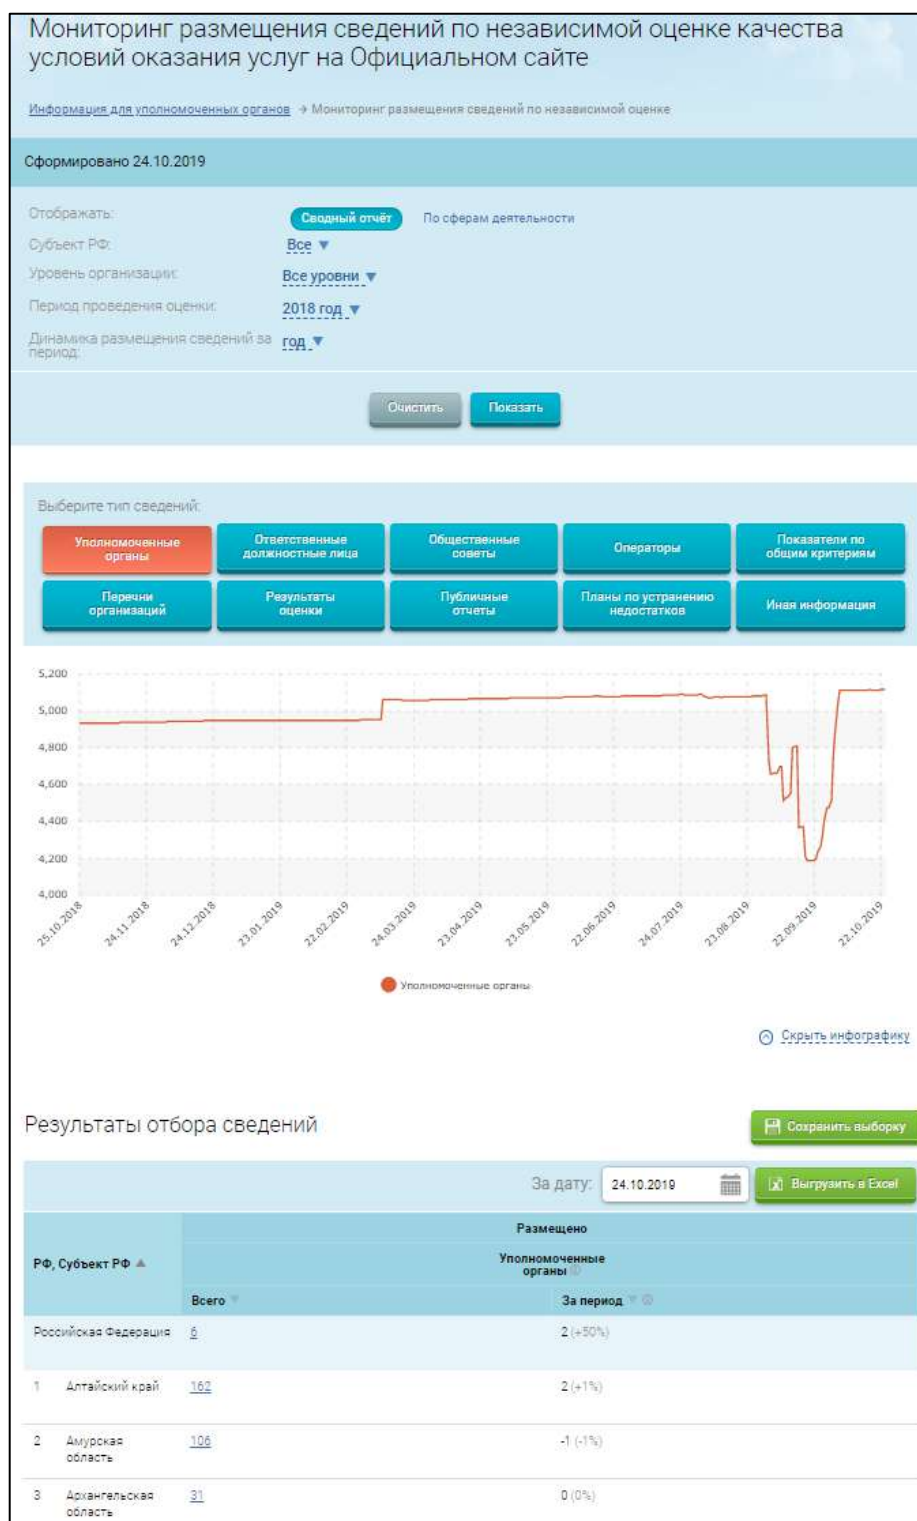 Мониторинг размещения сведений по независимой оценке качества
условий оказания услуг на Официальном сайте
Информация для уполномоченных органов → Мониторинг размещения сведений по независимой оценке
Сформировано 24.10.2019
Отображать: Сводный отчёт По сферам деятельности
Субъект РФ: Все ▼
Уровень организации: Все уровни ▼
Период проведения оценки: 2018 год ▼
Динамика размещения сведений за
период: год ▼
Очистить Показать
Выберите тип сведений:
Уполномоченные
органы
Ответственные
должностные лица
Общественные
советы
Операторы
Показатели по
общим критериям
Перечни
организаций
Результаты
оценки
Публичные
отчеты
Планы по устранению
недостатков
Иная информация
5,200
5,000
4,800
4,600
4,400
4,200
4,000
25.10.2018 24.11.2018 24.12.2018 23.01.2019 22.02.2019 24.03.2019 23.04.2019 23.05.2019 22.06.2019 24.07.2019 23.08.2019 22.09.2019 22.10.2019
Уполномоченные органы
Скрыть инфографику
Результаты отбора сведений
Сохранить выборку
За дату: 24.10.2019 Выгрузить в Excel
РФ, Субъект РФ ▲
Размещено
Уполномоченные
органы
Всего За период
Российская Федерация 6 2 (+50%)
1 Алтайский край 162 2 (+1%)
2 Амурская
область 106 -1 (-1%)
3 Архангельская
область 31 0 (0%)